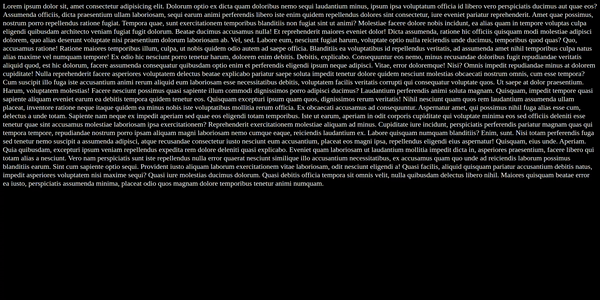 Lorem ipsum dolor sit, amet consectetur adipisicing elit. Dolorum optio ex dicta quam doloribus nemo sequi laudantium minus, ipsum ipsa voluptatum officia id libero vero perspiciatis ducimus aut quae eos?
Assumenda officiis, dicta praesentium ullam laboriosam, sequi earum animi perferendis libero iste enim quidem repellendus dolores sint consectetur, iure eveniet pariatur reprehenderit. Amet quae possimus,
nostrum porro repellendus ratione fugiat. Tempora quae, sunt exercitationem temporibus blanditiis non fugiat sint ut animi? Molestiae facere dolore nobis incidunt, ea alias quam in tempore voluptas culpa
eligendi quibusdam architecto veniam fugiat fugit dolorum. Beatae ducimus accusamus nulla! Et reprehenderit maiores eveniet dolor! Dicta assumenda, ratione hic officiis quisquam modi molestiae adipisci
dolorem, quo alias deserunt voluptate nisi praesentium dolorum laboriosam ab. Vel, sed. Labore eum, nesciunt fugiat harum, voluptate optio nulla reiciendis unde ducimus, temporibus quod quas? Quo,
accusamus ratione! Ratione maiores temporibus illum, culpa, ut nobis quidem odio autem ad saepe officia. Blanditiis ea voluptatibus id repellendus veritatis, ad assumenda amet nihil temporibus culpa natus
alias maxime vel numquam tempore! Ex odio hic nesciunt porro tenetur harum, dolorem enim debitis. Debitis, explicabo. Consequuntur eos nemo, minus recusandae doloribus fugit repudiandae veritatis
aliquid quod, est hic dolorum, facere assumenda consequatur quibusdam optio enim et perferendis eligendi ipsum neque adipisci. Vitae, error doloremque! Nisi? Omnis impedit repudiandae minus at dolorem
cupiditate! Nulla reprehenderit facere asperiores voluptatem delectus beatae explicabo pariatur saepe soluta impedit tenetur dolore quidem nesciunt molestias obcaecati nostrum omnis, cum esse tempora?
Cum suscipit illo fuga iste accusantium animi rerum aliquid eum laboriosam esse necessitatibus debitis, voluptatem facilis veritatis corrupti qui consequatur voluptate quos. Ut saepe at dolor praesentium.
Harum, voluptatem molestias! Facere nesciunt possimus quasi sapiente illum commodi dignissimos porro adipisci ducimus? Laudantium perferendis animi soluta magnam. Quisquam, impedit tempore quasi
sapiente aliquam eveniet earum ea debitis tempora quidem tenetur eos. Quisquam excepturi ipsum quam quos, dignissimos rerum veritatis! Nihil nesciunt quam quos rem laudantium assumenda ullam
placeat, inventore ratione neque itaque quidem ea minus nobis iste voluptatibus mollitia rerum officia. Ex obcaecati accusamus ad consequuntur. Aspernatur amet, qui possimus nihil fuga alias esse cum,
delectus a unde totam. Sapiente nam neque ex impedit aperiam sed quae eos eligendi totam temporibus. Iste ut earum, aperiam in odit corporis cupiditate qui voluptate minima eos sed officiis deleniti esse
tenetur quae sint accusamus molestiae laboriosam ipsa exercitationem? Reprehenderit exercitationem molestiae aliquam ad minus. Cupiditate iure incidunt, perspiciatis perferendis pariatur magnam quas qui
tempora tempore, repudiandae nostrum porro ipsam aliquam magni laboriosam nemo cumque eaque, reiciendis laudantium ex. Labore quisquam numquam blanditiis? Enim, sunt. Nisi totam perferendis fuga
sed tenetur nemo suscipit a assumenda adipisci, atque recusandae consectetur iusto nesciunt eum accusantium, placeat eos magni ipsa, repellendus eligendi eius aspernatur! Quisquam, eius unde. Aperiam.
Quia quibusdam, excepturi ipsum veniam repellendus expedita rem dolore deleniti quasi explicabo. Eveniet quam laboriosam ut laudantium mollitia impedit dicta in, asperiores praesentium, facere libero qui
totam alias a nesciunt. Vero nam perspiciatis sunt iste repellendus nulla error quaerat nesciunt similique illo accusantium necessitatibus, ex accusamus quam quo unde ad reiciendis laborum possimus
blanditiis earum. Sint cum sapiente optio sequi. Provident iusto aliquam laborum exercitationem vitae laboriosam, odit nesciunt eligendi a! Quasi facilis, aliquid quisquam pariatur accusantium debitis natus,
impedit asperiores voluptatem nisi maxime sequi? Quasi iure molestias ducimus dolorum. Quasi debitis officia tempora sit omnis velit, nulla quibusdam delectus libero nihil. Maiores quisquam beatae error
ea iusto, perspiciatis assumenda minima, placeat odio quos magnam dolore temporibus tenetur animi numquam.